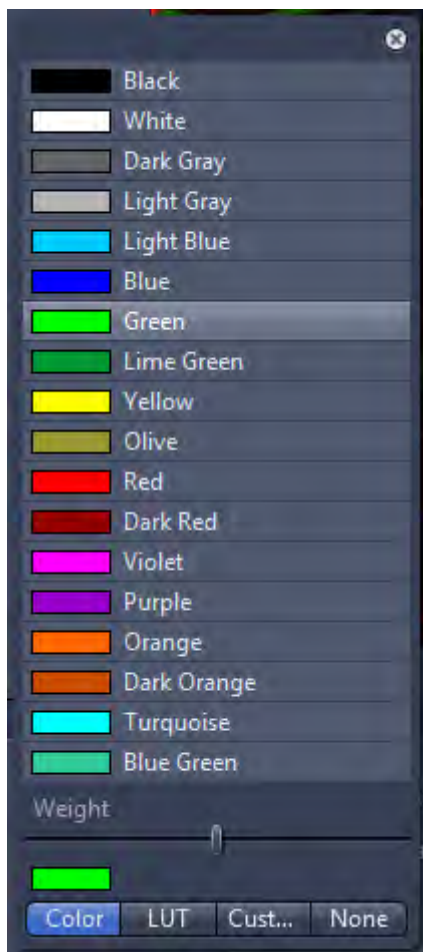 Black
White
Dark Gray
Light Gray
Light Blue
Blue
Green
Lime Green
Yellow
Olive
Red
Dark Red
Violet
Purple
Orange
Dark Orange
Turquoise
Blue Green
Weight
Color LUT Cust... None